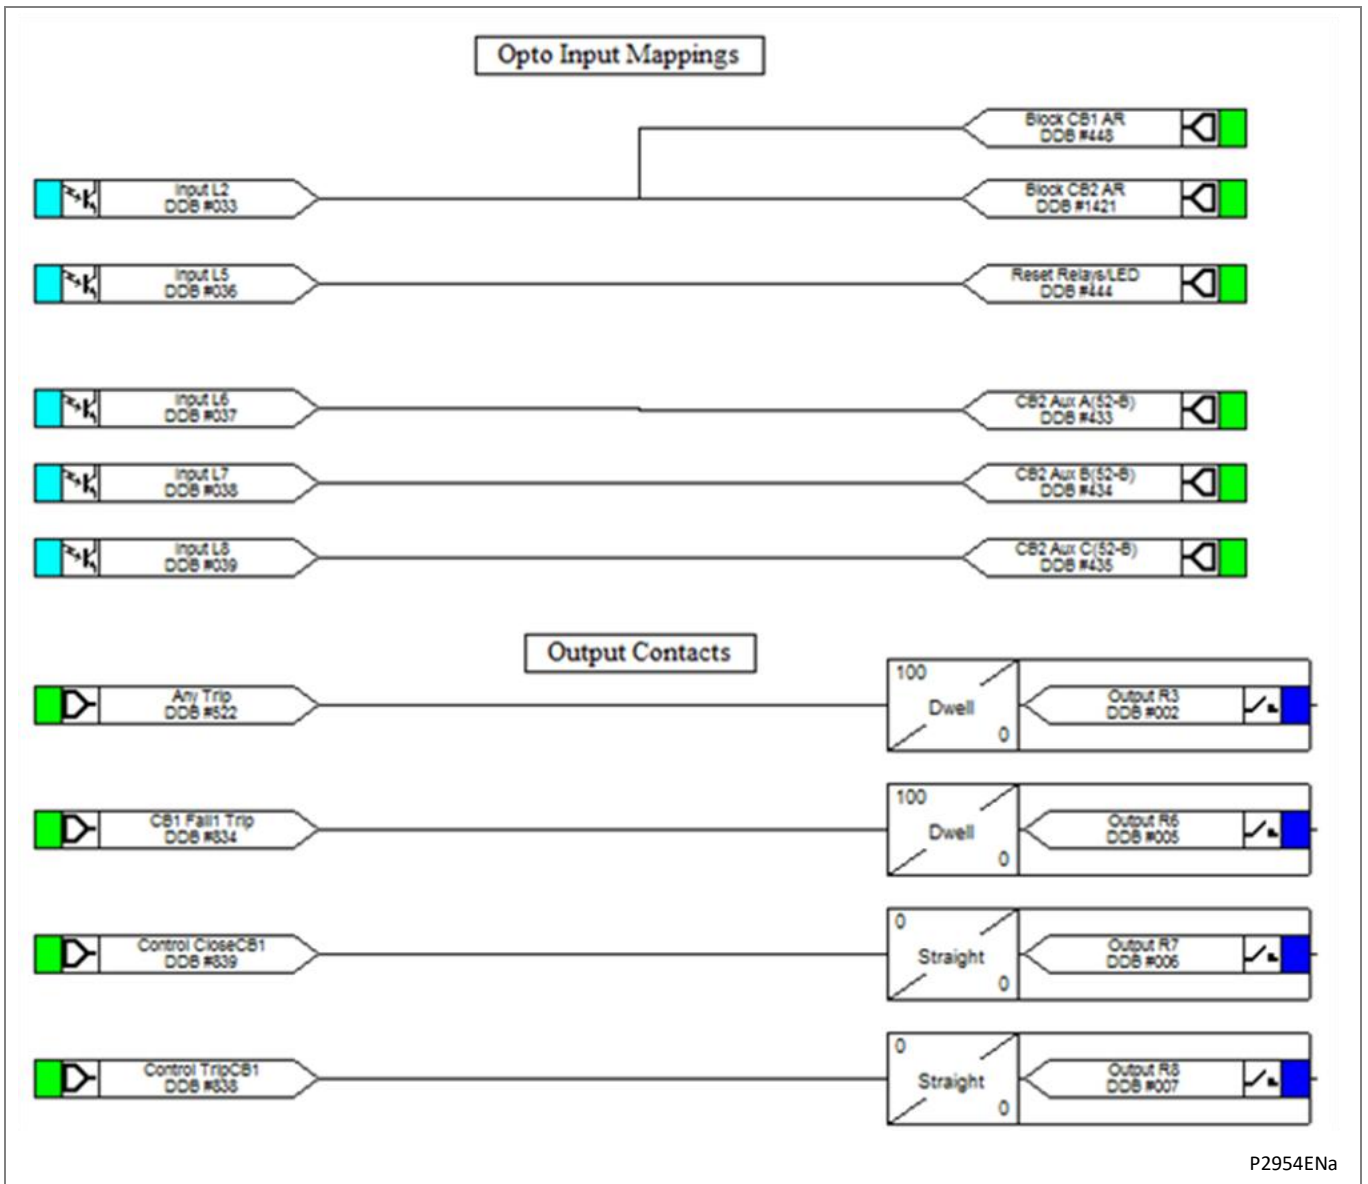 Opto Input Mappings
Block CB1 AR
DDB #448
Input L2
DDB #033
Block CB2 AR
DDB #1421
Input L5
DDB #036
Reset Relays/LED
DDB #444
Input L6
DDB #037
CB2 Aux A(52-B)
DDB #433
Input L7
DDB #038
CB2 Aux B(52-B)
DDB #434
Input L8
DDB #039
CB2 Aux C(52-B)
DDB #435
Output Contacts
Any Trip
DDB #522
100
Dwell
0
Output R3
DDB #002
CB1 Fail1 Trip
DDB #834
100
Dwell
0
Output R6
DDB #005
Control CloseCB1
DDB #839
0
Straight
0
Output R7
DDB #006
Control TripCB1
DDB #838
0
Straight
0
Output R8
DDB #007
P2954ENa